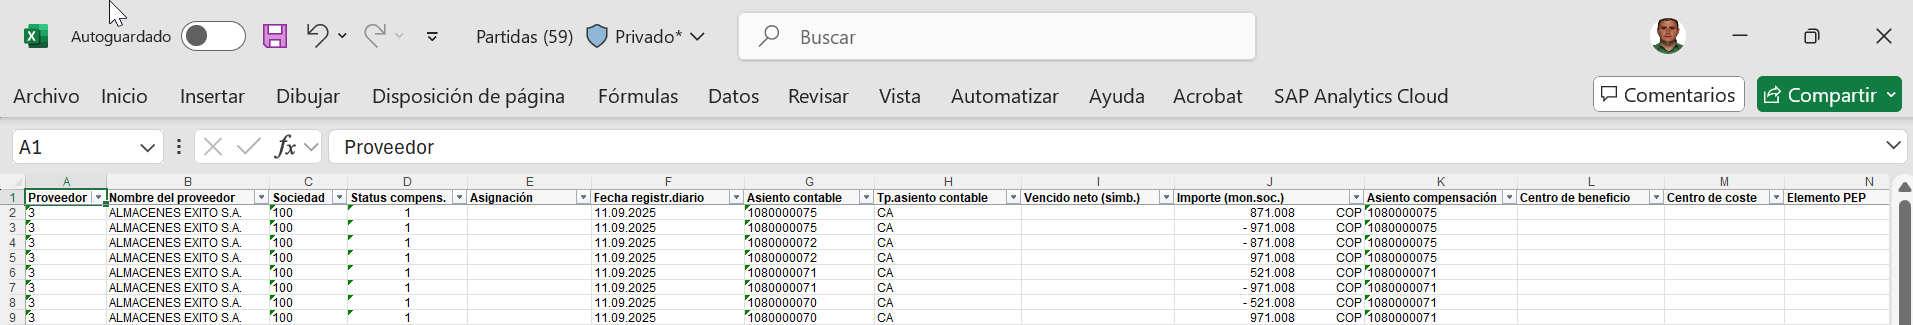 Autoguardado Partidas (59) Privado* Buscar
Archivo Inicio Insertar Dibujar Disposición de página Fórmulas Datos Revisar Vista Automatizar Ayuda Acrobat SAP Analytics Cloud Comentarios Compartir
A1 fx Proveedor
A B C D E F G H I J K L M N
1 Proveedor Nombre del proveedor Sociedad Status compens. Asignación Fecha registr.diario Asiento contable Tp.asiento contable Vencido neto (símb.) Importe (mon.soc.) Asiento compensación Centro de beneficio Centro de coste Elemento PEP
2 3 ALMACENES EXITO S.A. 100 1 11.09.2025 1080000075 CA 871.008 COP 1080000075
3 3 ALMACENES EXITO S.A. 100 1 11.09.2025 1080000075 CA - 971.008 COP 1080000075
4 3 ALMACENES EXITO S.A. 100 1 11.09.2025 1080000072 CA - 871.008 COP 1080000075
5 3 ALMACENES EXITO S.A. 100 1 11.09.2025 1080000072 CA 971.008 COP 1080000075
6 3 ALMACENES EXITO S.A. 100 1 11.09.2025 1080000071 CA 521.008 COP 1080000071
7 3 ALMACENES EXITO S.A. 100 1 11.09.2025 1080000071 CA - 971.008 COP 1080000071
8 3 ALMACENES EXITO S.A. 100 1 11.09.2025 1080000070 CA - 521.008 COP 1080000071
9 3 ALMACENES EXITO S.A. 100 1 11.09.2025 1080000070 CA 971.008 COP 1080000071